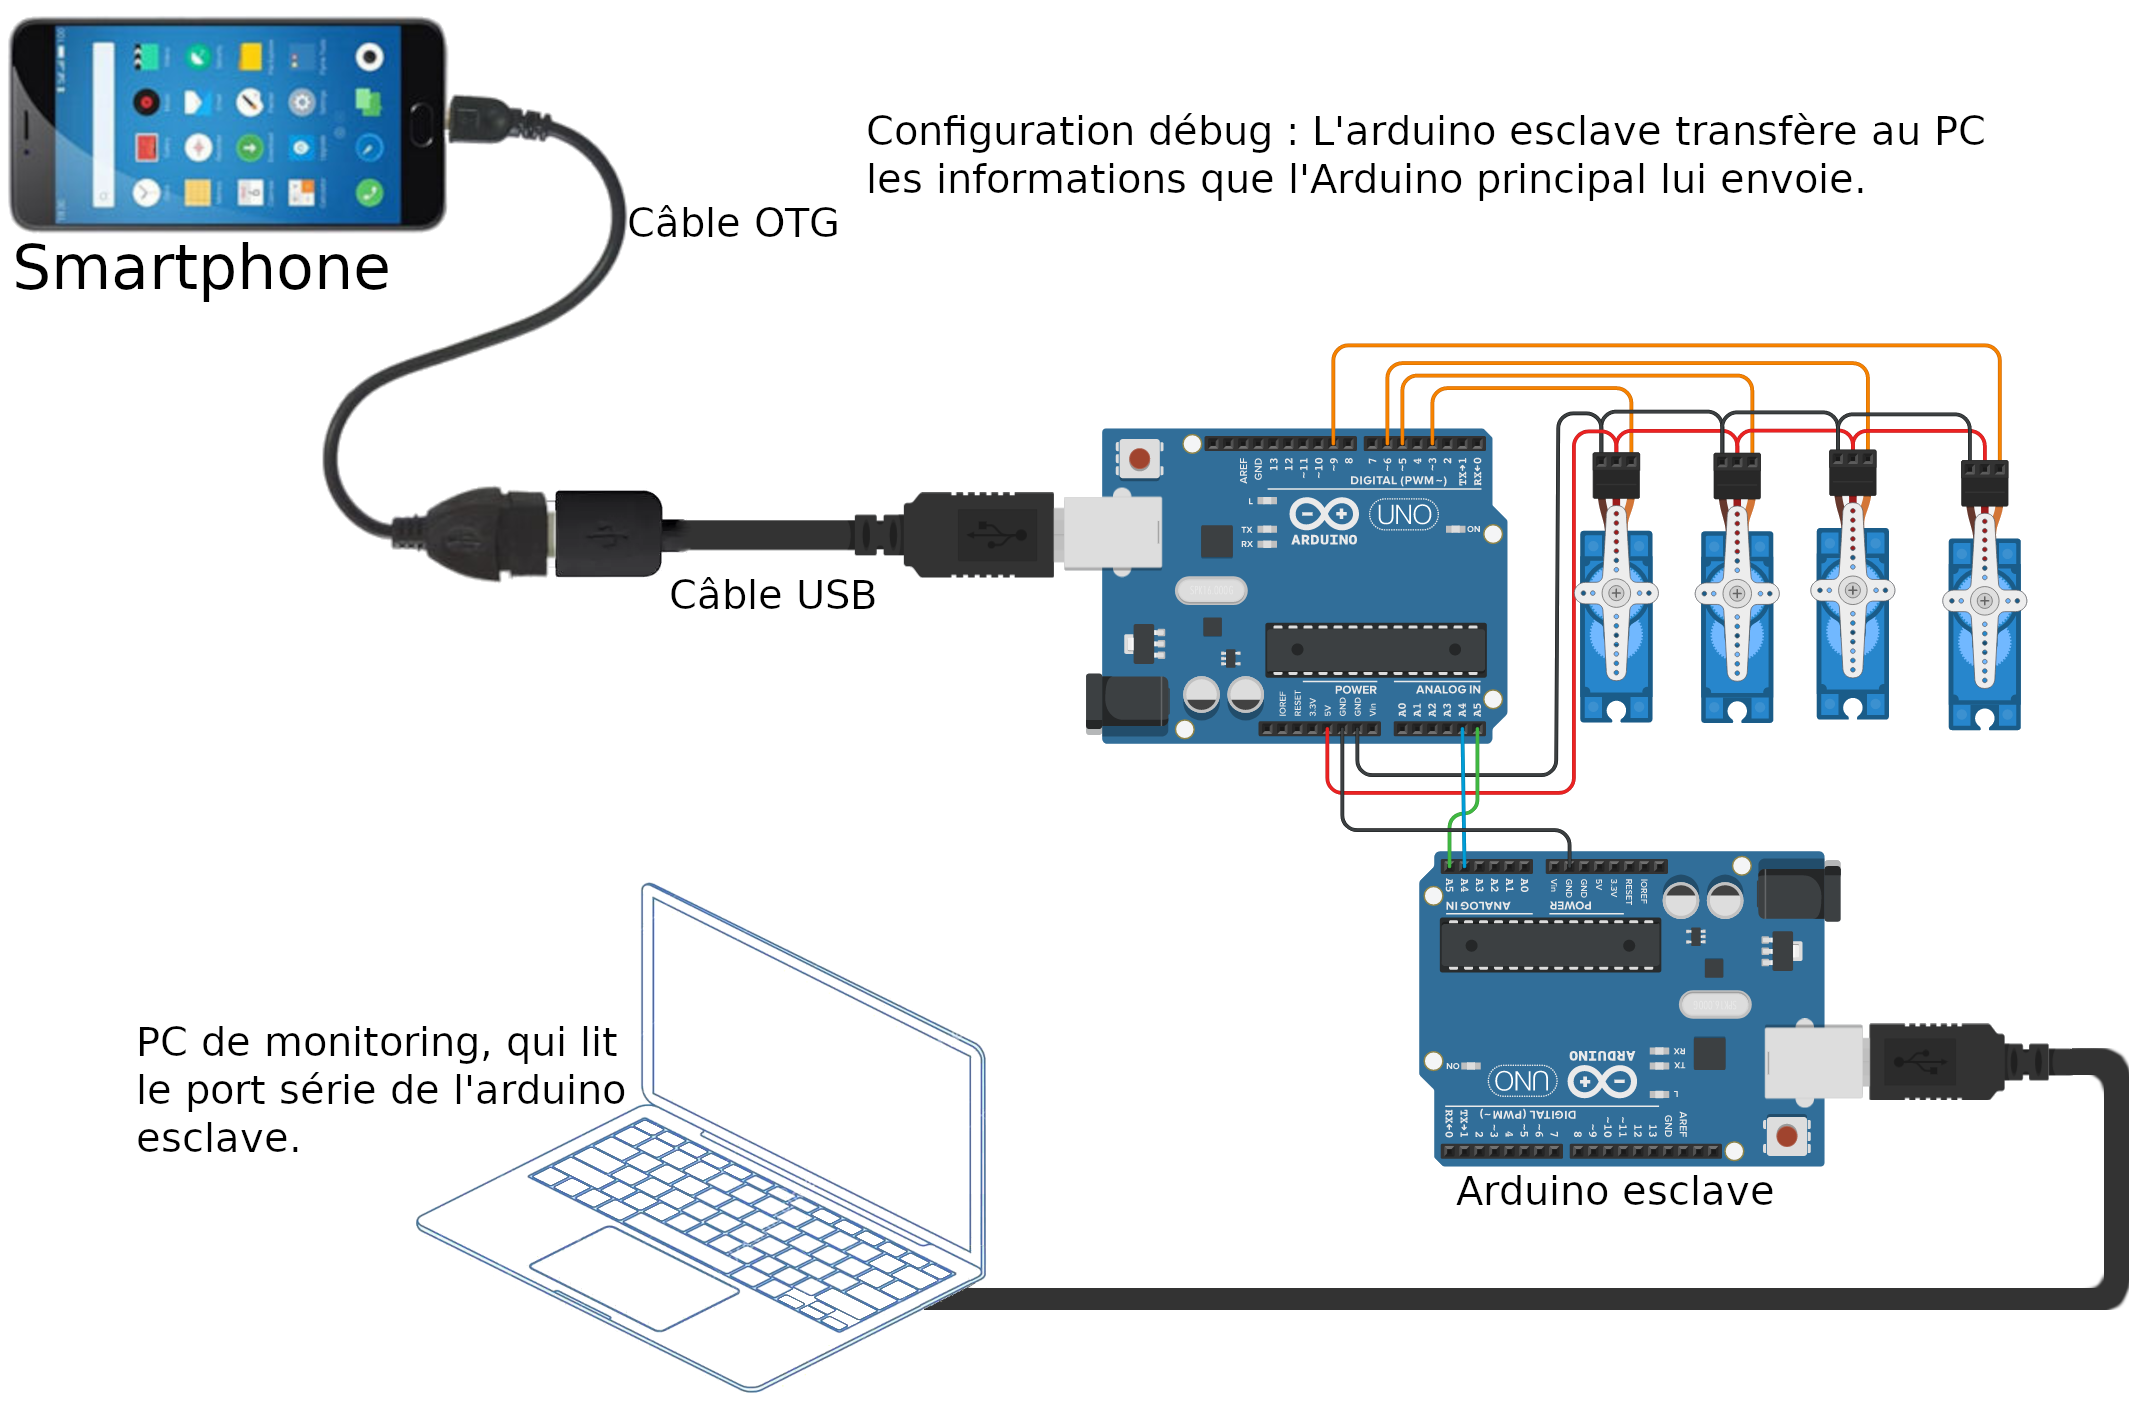 Configuration débug : L'arduino esclave transfère au PC
les informations que l'Arduino principal lui envoie.
Câble OTG
Smartphone
Câble USB
AREF
GND
13
12
~11
~10
~9
8
7
~6
~5
4
~3
2
TX→1
RX←0
DIGITAL (PWM~)
L
TX
RX
ARDUINO
UNO
ON
POWER
ANALOG IN
IOREF
RESET
3.3V
5V
GND
GND
Vin
A0
A1
A2
A3
A4
A5
A5
A4
A3
A2
A1
A0
Vin
GND
GND
5V
3.3V
RESET
IOREF
ANALOG IN
POWER
ARDUINO
UNO
ON
RX
TX
L
DIGITAL (PWM~)
RX←0
TX→1
2
~3
4
~5
~6
7
8
~9
~10
~11
12
13
GND
AREF
Arduino esclave
PC de monitoring, qui lit
le port série de l'arduino
esclave.